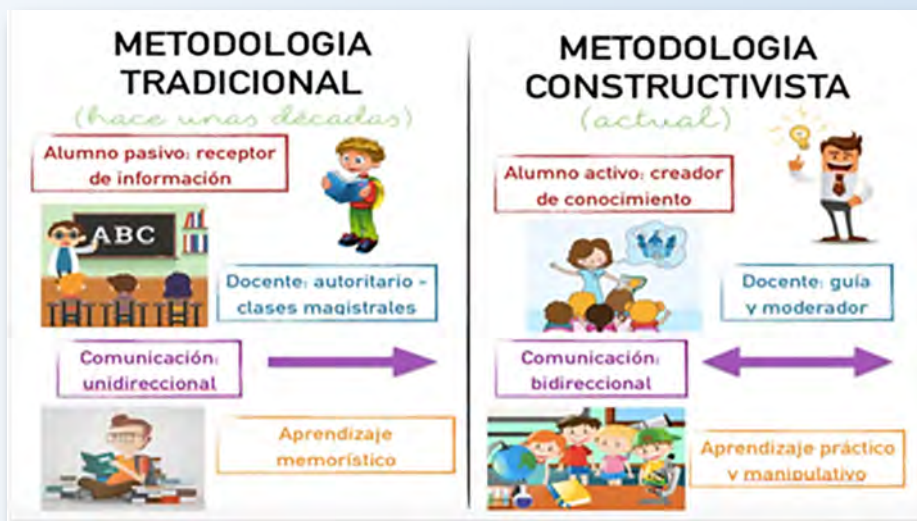 METODOLOGIA
TRADICIONAL
(hace unas décadas)
Alumno pasivo: receptor
de información
ABC
Docente: autoritario -
clases magistrales
Comunicación:
unidireccional
Aprendizaje
memorístico
METODOLOGIA
CONSTRUCTIVISTA
(actual)
Alumno activo: creador
de conocimiento
Docente: guía
y moderador
Comunicación:
bidireccional
Aprendizaje práctico
y manipulativo